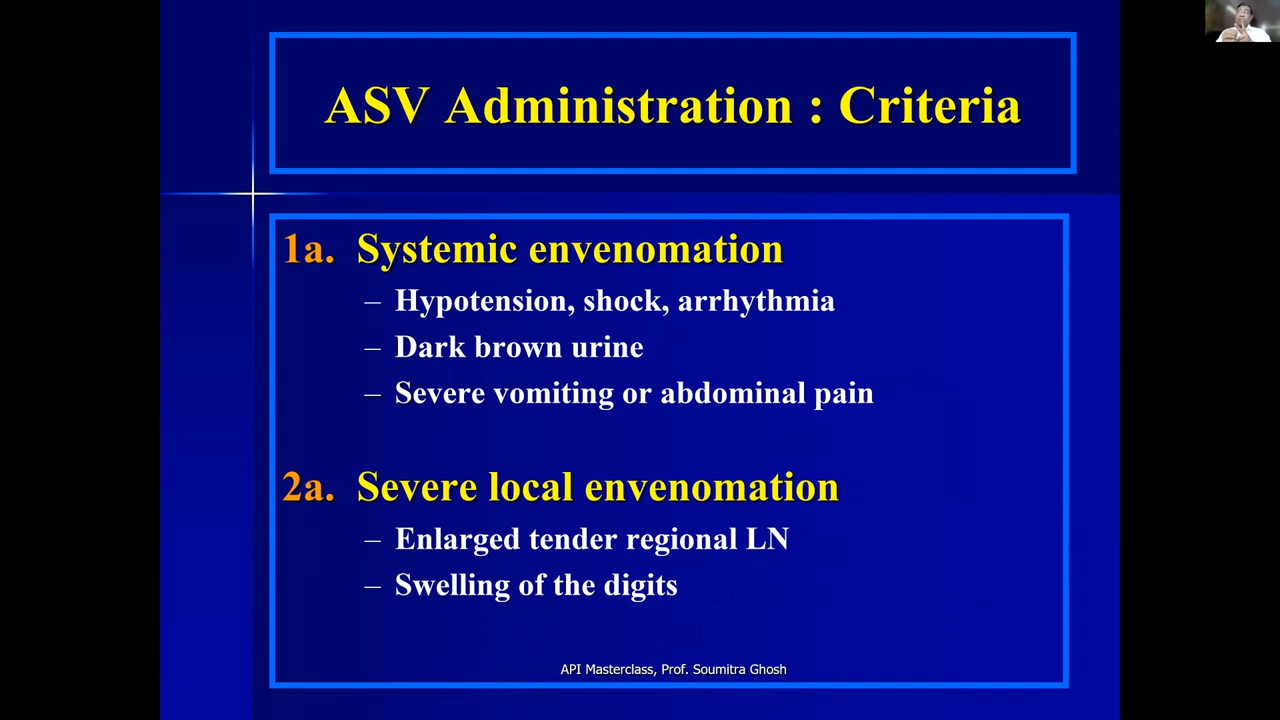 ASV Administration : Criteria
1a. Systemic envenomation
– Hypotension, shock, arrhythmia
– Dark brown urine
– Severe vomiting or abdominal pain
2a. Severe local envenomation
– Enlarged tender regional LN
– Swelling of the digits
API Masterclass, Prof. Soumitra Ghosh